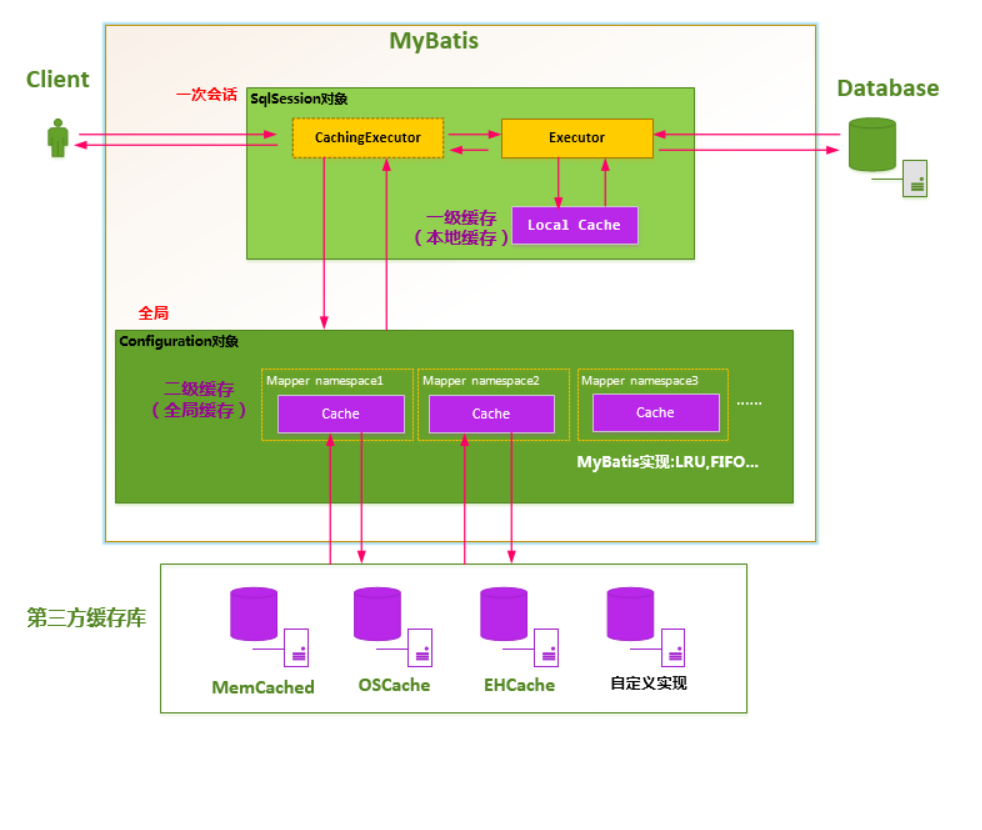 MyBatis
Client
Database
一次会话
SqlSession对象
CachingExecutor
Executor
一级缓存
（本地缓存）
Local Cache
全局
Configuration对象
二级缓存
（全局缓存）
Mapper namespace1
Cache
Mapper namespace2
Cache
Mapper namespace3
Cache
......
MyBatis实现:LRU,FIFO...
第三方缓存库
MemCached
OSCache
EHCache
自定义实现